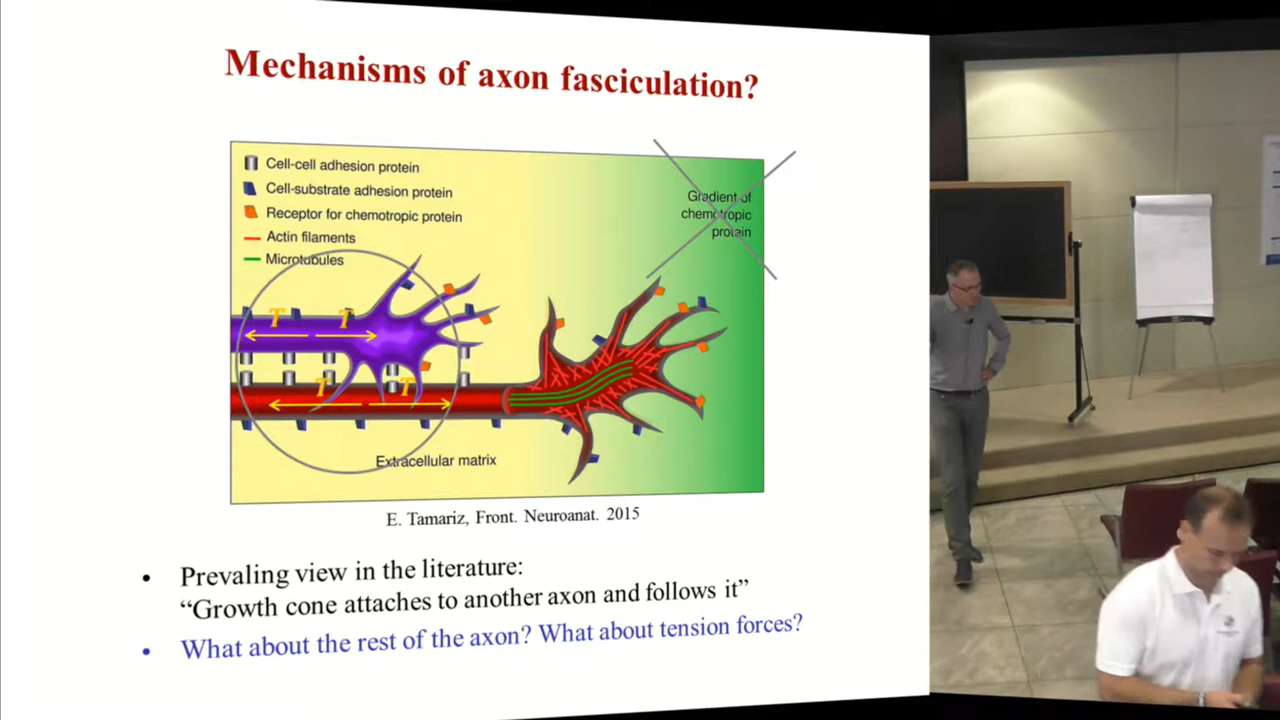 Mechanisms of axon fasciculation?
Cell-cell adhesion protein
Cell-substrate adhesion protein
Receptor for chemotropic protein
Actin filaments
Microtubules
Gradient of
chemotropic
protein
T T
T T
Extracellular matrix
E. Tamariz, Front. Neuroanat. 2015
• Prevaling view in the literature:
“Growth cone attaches to another axon and follows it”
• What about the rest of the axon? What about tension forces?